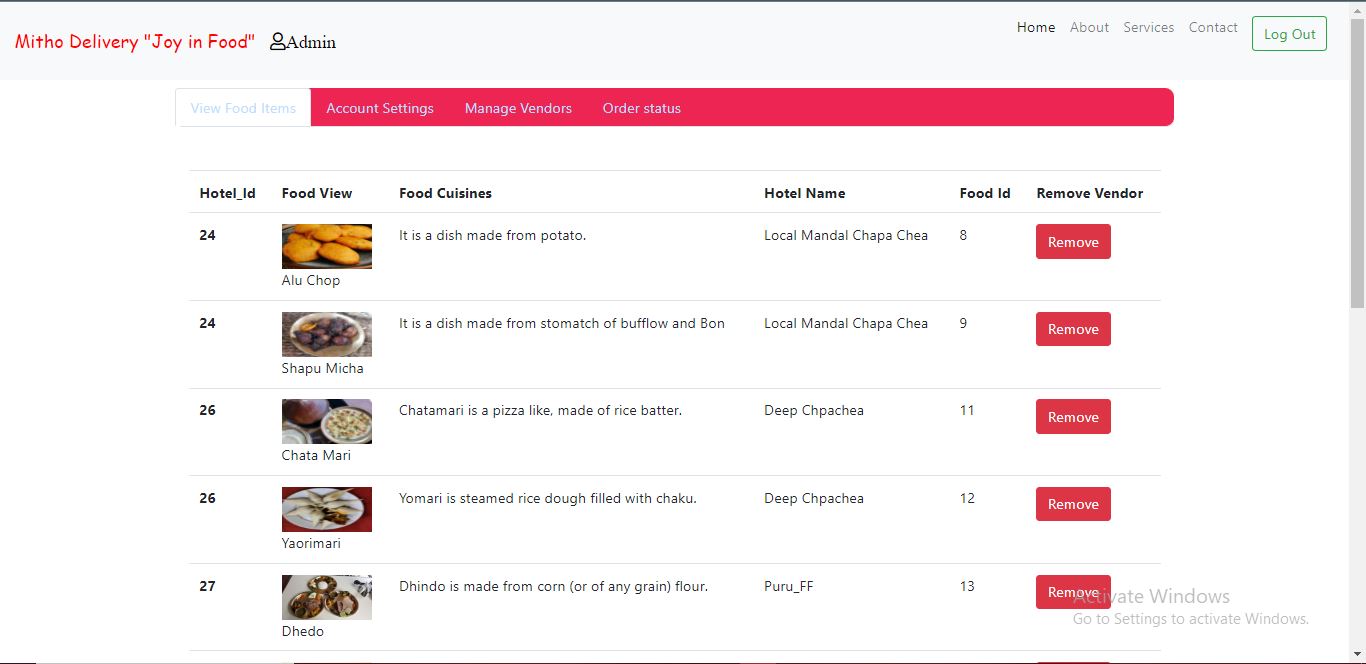 Mitho Delivery "Joy in Food" Admin
Home About Services Contact Log Out
View Food Items Account Settings Manage Vendors Order status
Hotel_Id Food View Food Cuisines Hotel Name Food Id Remove Vendor
24 It is a dish made from potato. Local Mandal Chapa Chea 8 Remove
Alu Chop
24 It is a dish made from stomatch of bufflow and Bon Local Mandal Chapa Chea 9 Remove
Shapu Micha
26 Chatamari is a pizza like, made of rice batter. Deep Chpachea 11 Remove
Chata Mari
26 Yomari is steamed rice dough filled with chaku. Deep Chpachea 12 Remove
Yaorimari
27 Dhindo is made from corn (or of any grain) flour. Puru_FF 13 Remove
Dhedo
Activate Windows
Go to Settings to activate Windows.